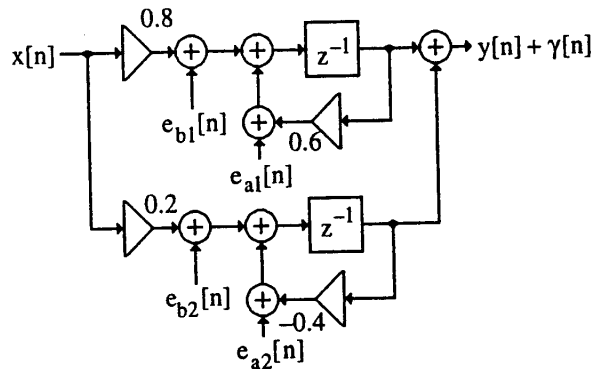 0.8
x[n]
z⁻¹
y[n] + γ[n]
e_b1[n]
0.6
e_a1[n]
0.2
z⁻¹
e_b2[n]
−0.4
e_a2[n]